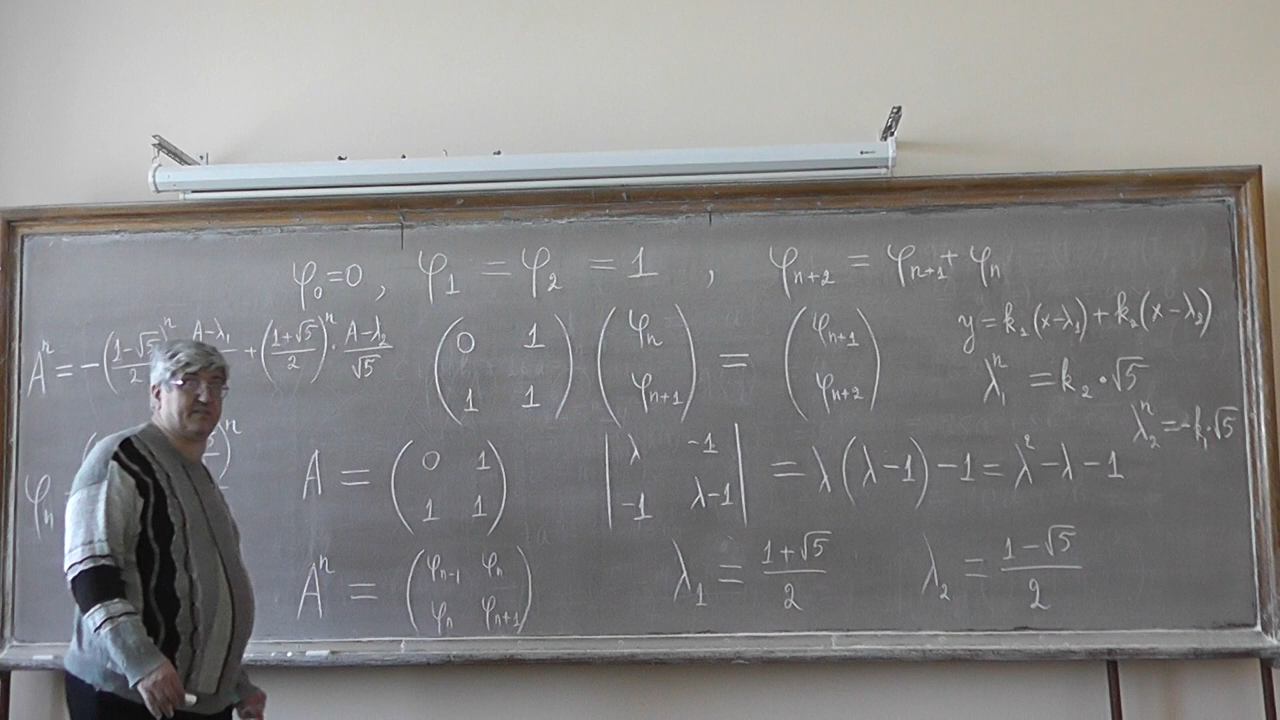 φ₀=0, φ₁ = φ₂ = 1 , φₙ₊₂ = φₙ₊₁ + φₙ
Aⁿ = -((1-√5)/2)ⁿ (A-λ₁)/ + ((1+√5)/2)ⁿ · (A-λ₂)/√5
(0 1; 1 1) (φₙ; φₙ₊₁) = (φₙ₊₁; φₙ₊₂)
y = k₁(x-λ₁) + k₂(x-λ₂)
λ₁ⁿ = k₂·√5
λ₂ⁿ = -k₁·√5
φₙ
A = (0 1; 1 1)
|λ -1; -1 λ-1| = λ(λ-1) - 1 = λ² - λ - 1
Aⁿ = (φₙ₋₁ φₙ; φₙ φₙ₊₁)
λ₁ = (1+√5)/2 λ₂ = (1-√5)/2